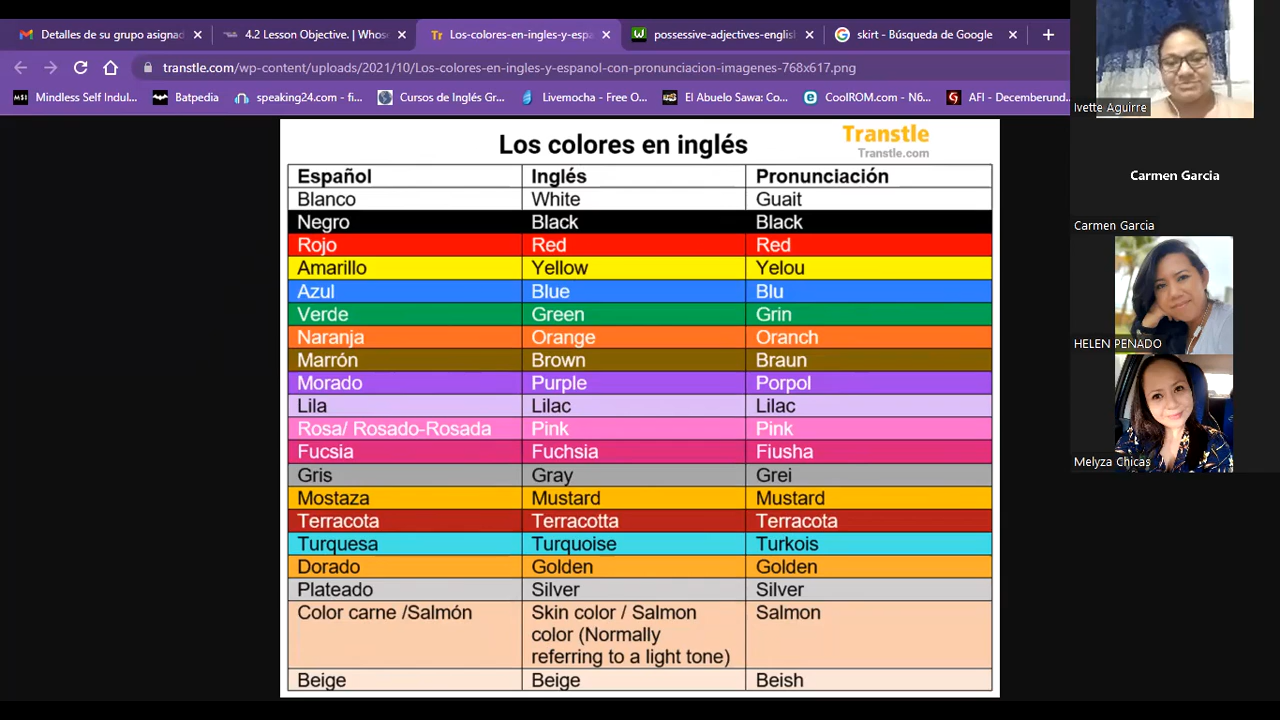 Detalles de su grupo asignad
4.2 Lesson Objective. | Whos
Los-colores-en-ingles-y-espa
possessive-adjectives-english
skirt - Búsqueda de Google
transtle.com/wp-content/uploads/2021/10/Los-colores-en-ingles-y-espanol-con-pronunciacion-imagenes-768x617.png
Mindless Self Indul...
Batpedia
speaking24.com - fi...
Cursos de Inglés Gr...
Livemocha - Free O...
El Abuelo Sawa: Co...
CoolROM.com - N6...
AFI - Decemberund...
Los colores en inglés
Transtle
Transtle.com
Español Inglés Pronunciación
Blanco White Guait
Negro Black Black
Rojo Red Red
Amarillo Yellow Yelou
Azul Blue Blu
Verde Green Grin
Naranja Orange Oranch
Marrón Brown Braun
Morado Purple Porpol
Lila Lilac Lilac
Rosa/ Rosado-Rosada Pink Pink
Fucsia Fuchsia Fiusha
Gris Gray Grei
Mostaza Mustard Mustard
Terracota Terracotta Terracota
Turquesa Turquoise Turkois
Dorado Golden Golden
Plateado Silver Silver
Color carne /Salmón Skin color / Salmon Salmon
color (Normally
referring to a light tone)
Beige Beige Beish
Ivette Aguirre
Carmen Garcia
Carmen Garcia
HELEN PENADO
Melyza Chicas